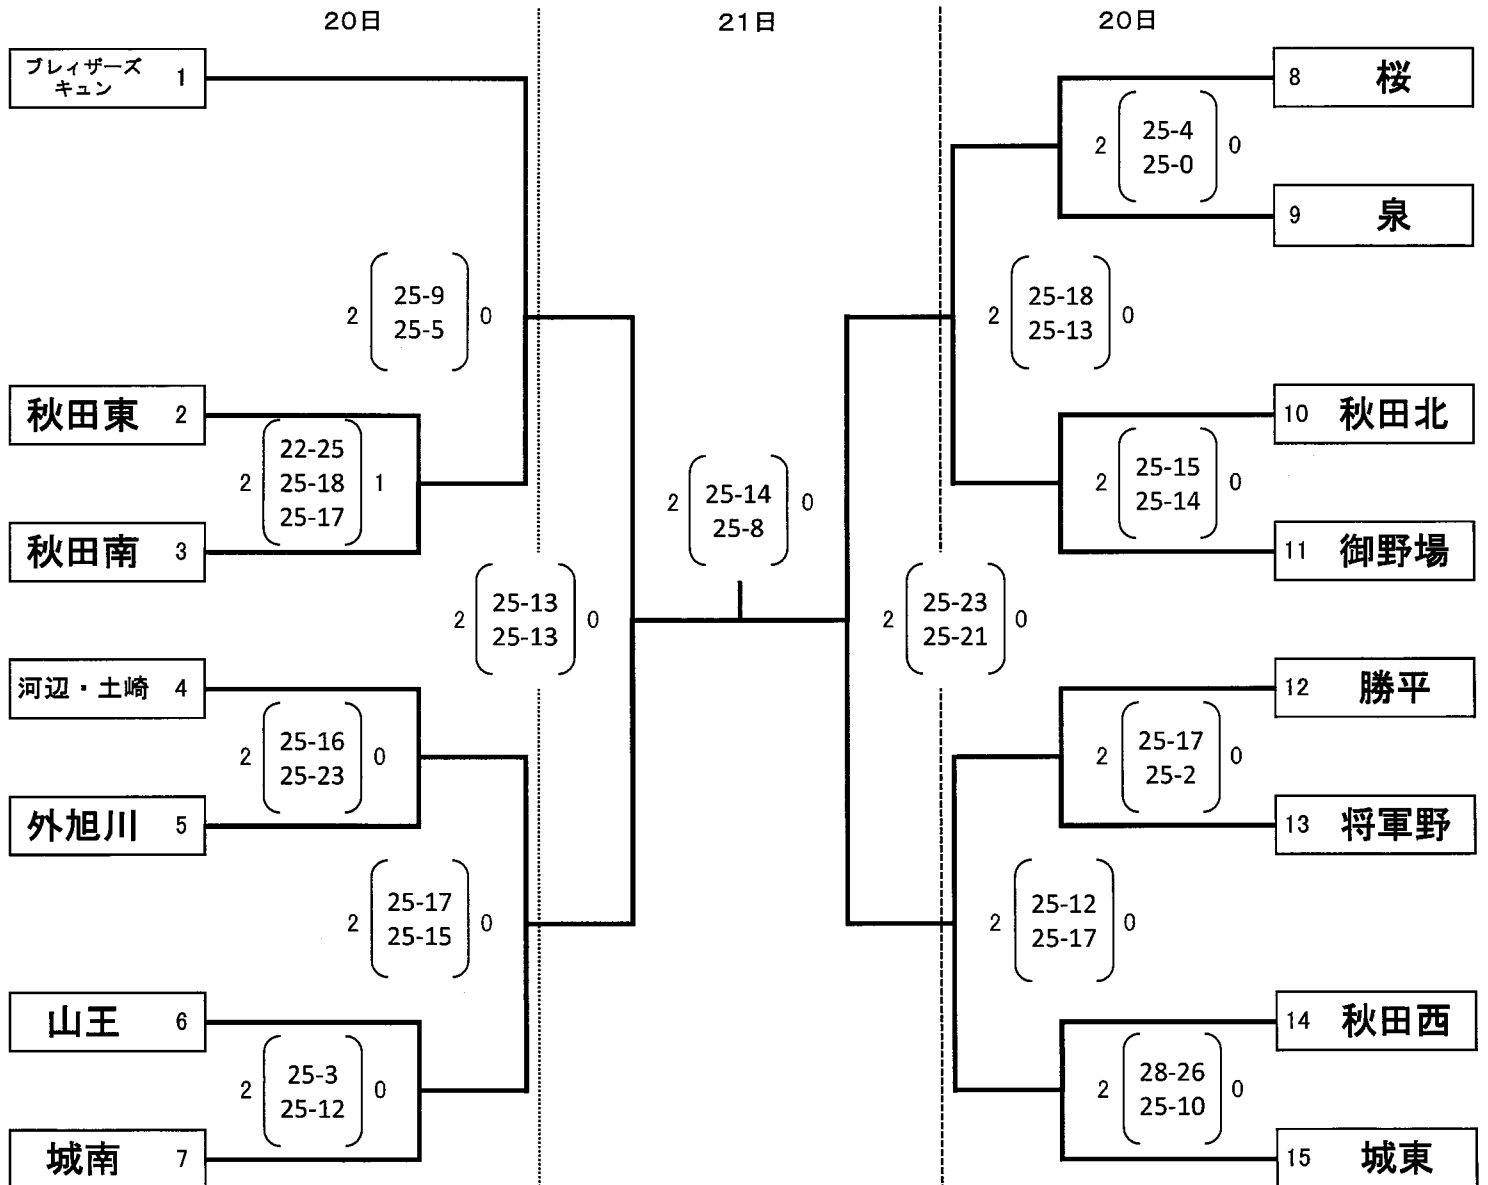 20日
21日
20日
ブレィザーズ
キュン
1
25-9
2 0
25-5
秋田東 2
22-25
2 25-18 1
25-17
秋田南 3
25-13
2 0
25-13
河辺・土崎 4
25-16
2 0
25-23
外旭川 5
25-17
2 0
25-15
山王 6
25-3
2 0
25-12
城南 7
25-14
2 0
25-8
8 桜
25-4
2 0
25-0
9 泉
25-18
2 0
25-13
10 秋田北
25-15
2 0
25-14
11 御野場
25-23
2 0
25-21
12 勝平
25-17
2 0
25-2
13 将軍野
25-12
2 0
25-17
14 秋田西
28-26
2 0
25-10
15 城東